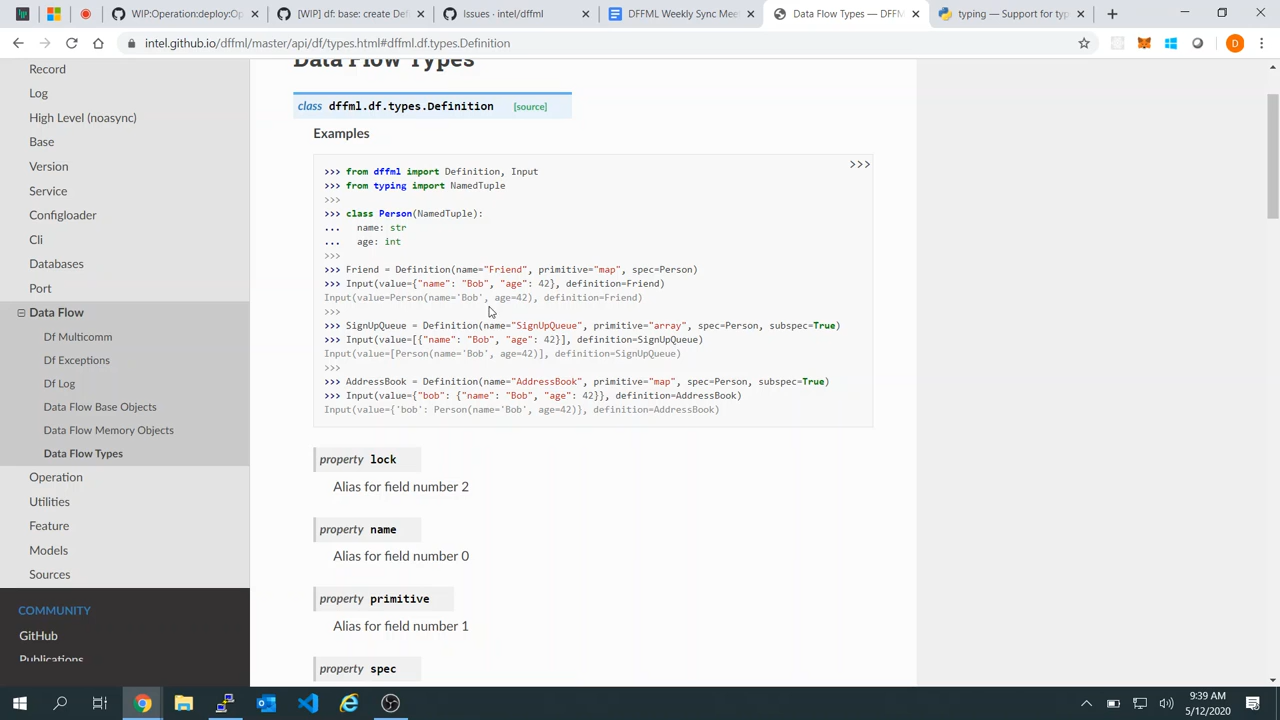 WIP:Operation:deploy:Op
[WIP] df: base: create Def
Issues · intel/dffml
DFFML Weekly Sync Mee
Data Flow Types — DFFM
typing — Support for typ
intel.github.io/dffml/master/api/df/types.html#dffml.df.types.Definition
D
Record
Log
High Level (noasync)
Base
Version
Service
Configloader
Cli
Databases
Port
Data Flow
Df Multicomm
Df Exceptions
Df Log
Data Flow Base Objects
Data Flow Memory Objects
Data Flow Types
Operation
Utilities
Feature
Models
Sources
COMMUNITY
GitHub
Publications
Data Flow Types
class dffml.df.types.Definition [source]
Examples
>>>
>>> from dffml import Definition, Input
>>> from typing import NamedTuple
>>>
>>> class Person(NamedTuple):
...   name: str
...   age: int
>>>
>>> Friend = Definition(name="Friend", primitive="map", spec=Person)
>>> Input(value={"name": "Bob", "age": 42}, definition=Friend)
Input(value=Person(name='Bob', age=42), definition=Friend)
>>>
>>> SignUpQueue = Definition(name="SignUpQueue", primitive="array", spec=Person, subspec=True)
>>> Input(value=[{"name": "Bob", "age": 42}], definition=SignUpQueue)
Input(value=[Person(name='Bob', age=42)], definition=SignUpQueue)
>>>
>>> AddressBook = Definition(name="AddressBook", primitive="map", spec=Person, subspec=True)
>>> Input(value={"bob": {"name": "Bob", "age": 42}}, definition=AddressBook)
Input(value={'bob': Person(name='Bob', age=42)}, definition=AddressBook)
property lock
Alias for field number 2
property name
Alias for field number 0
property primitive
Alias for field number 1
property spec
9:39 AM
5/12/2020